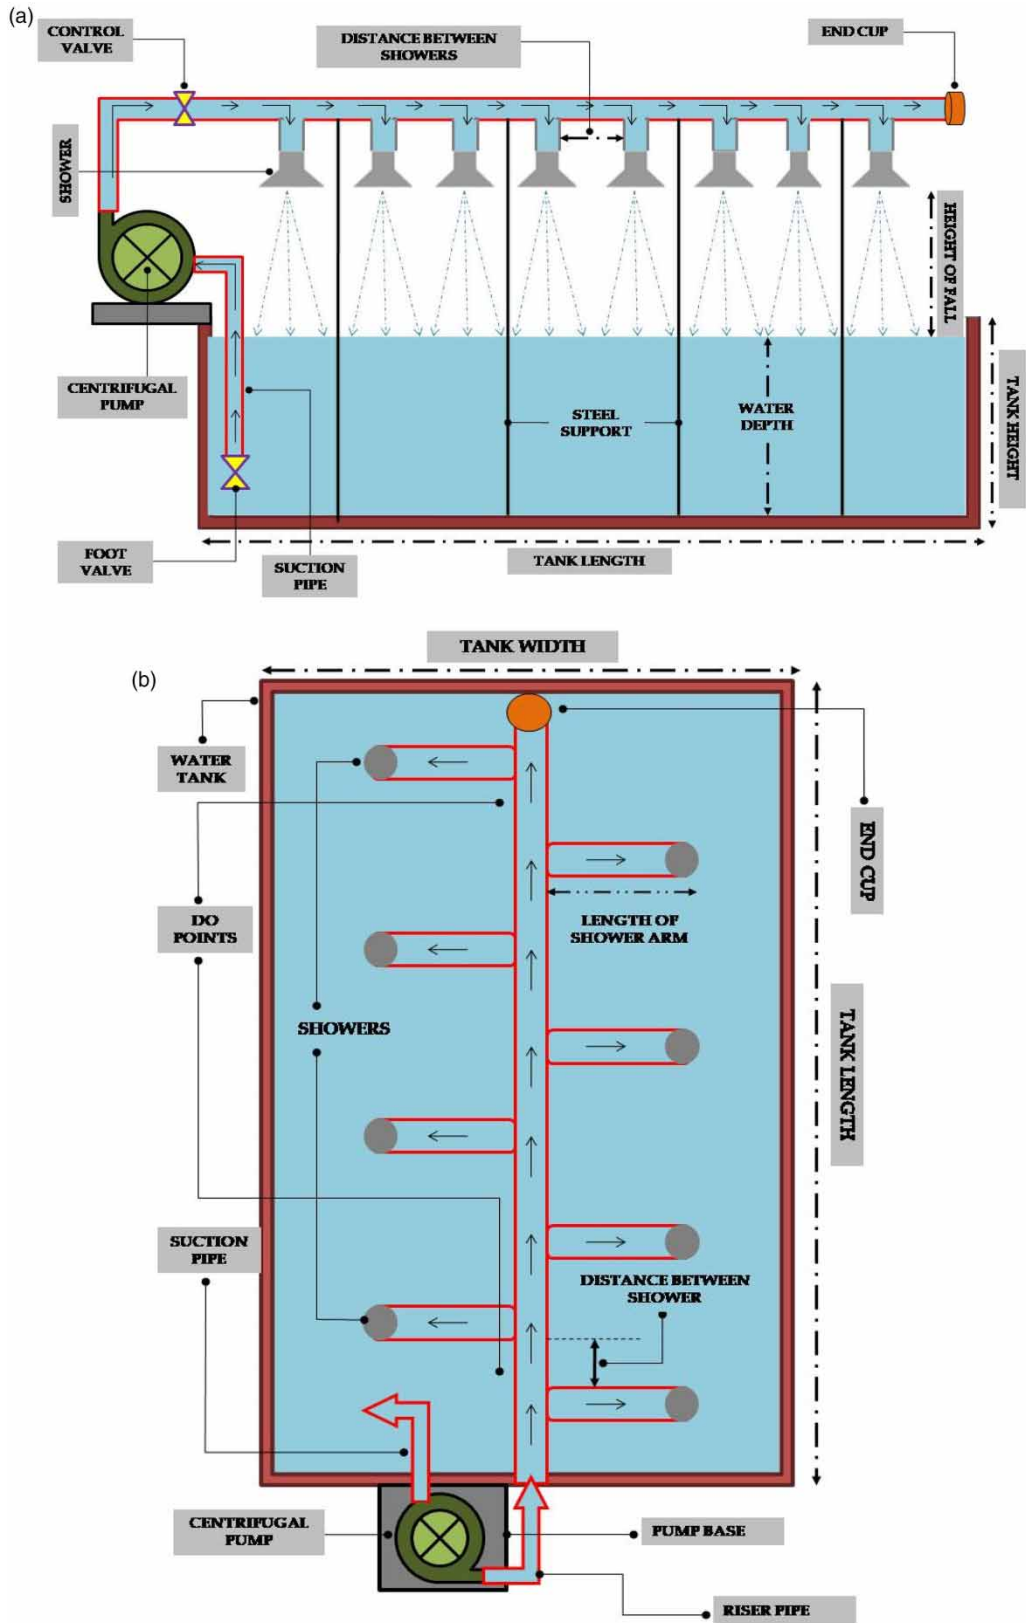 (a)
CONTROL
VALVE
DISTANCE BETWEEN
SHOWERS
END CUP
SHOWER
HEIGHT OF FALL
CENTRIFUGAL
PUMP
STEEL
SUPPORT
WATER
DEPTH
TANK HEIGHT
FOOT
VALVE
SUCTION
PIPE
TANK LENGTH
TANK WIDTH
(b)
WATER
TANK
END CUP
DO
POINTS
LENGTH OF
SHOWER ARM
SHOWERS
TANK LENGTH
SUCTION
PIPE
DISTANCE BETWEEN
SHOWER
CENTRIFUGAL
PUMP
PUMP BASE
RISER PIPE